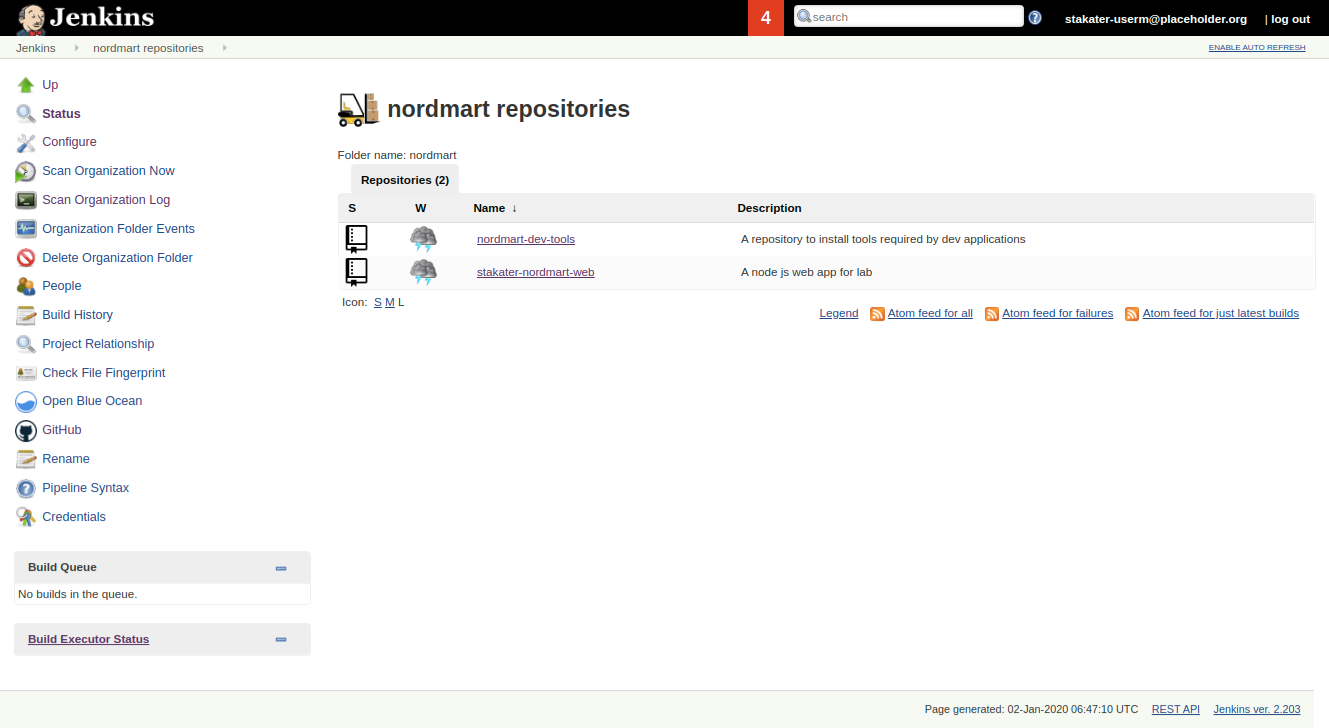 Jenkins
4
search
stakater-userm@placeholder.org
| log out
Jenkins
nordmart repositories
ENABLE AUTO REFRESH
Up
Status
Configure
Scan Organization Now
Scan Organization Log
Organization Folder Events
Delete Organization Folder
People
Build History
Project Relationship
Check File Fingerprint
Open Blue Ocean
GitHub
Rename
Pipeline Syntax
Credentials
Build Queue
No builds in the queue.
Build Executor Status
nordmart repositories
Folder name: nordmart
Repositories (2)
S W Name ↓ Description
nordmart-dev-tools A repository to install tools required by dev applications
stakater-nordmart-web A node js web app for lab
Icon: S M L
Legend Atom feed for all Atom feed for failures Atom feed for just latest builds
Page generated: 02-Jan-2020 06:47:10 UTC REST API Jenkins ver. 2.203